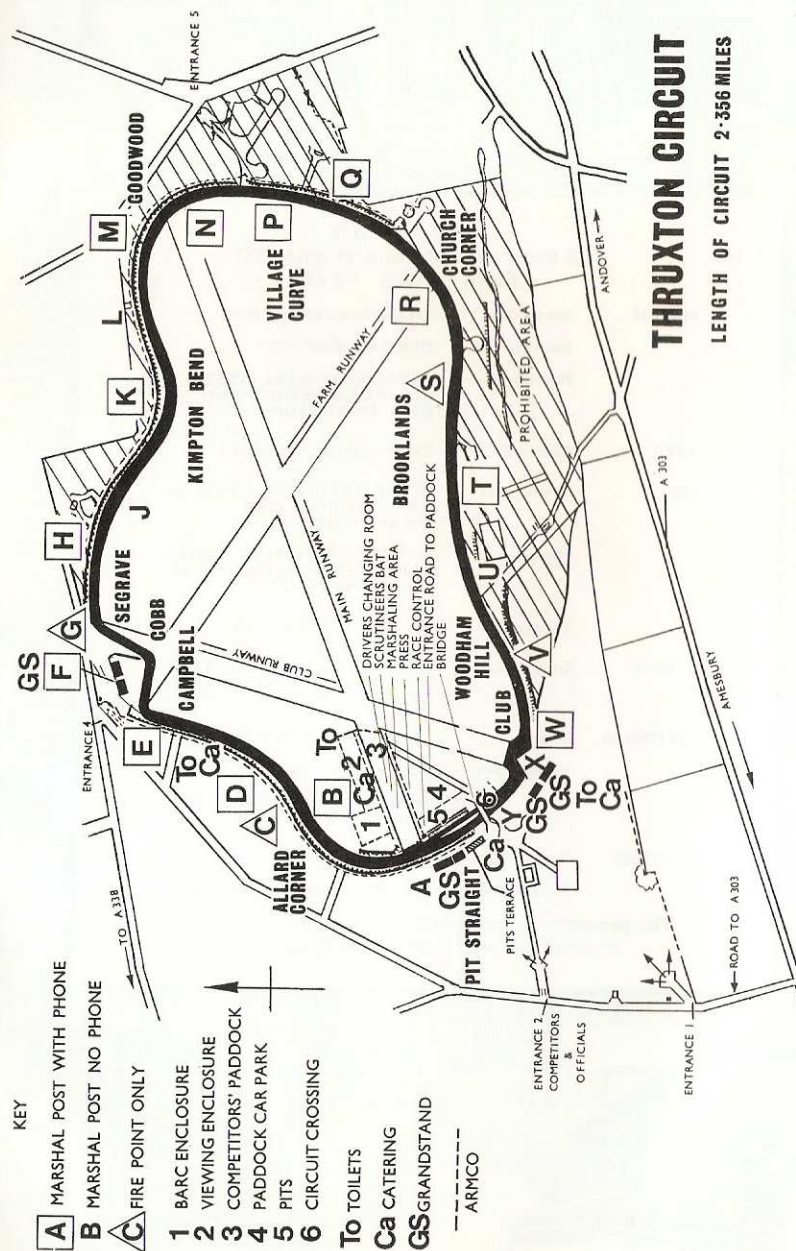 KEY
A MARSHAL POST WITH PHONE
B MARSHAL POST NO PHONE
C FIRE POINT ONLY
1 BARC ENCLOSURE
2 VIEWING ENCLOSURE
3 COMPETITORS' PADDOCK
4 PADDOCK CAR PARK
5 PITS
6 CIRCUIT CROSSING
To TOILETS
Ca CATERING
GS GRANDSTAND
ARMCO
TO A338
ENTRANCE 4
GS
F
G
H
E
SEGRAVE
COBB
CAMPBELL
J
K
L
M
GOODWOOD
ENTRANCE 5
KIMPTON BEND
N
P
VILLAGE
CURVE
Q
To
Ca
D
C
ALLARD
CORNER
CLUB RUNWAY
MAIN RUNWAY
FARM RUNWAY
R
CHURCH
CORNER
B
To
1
Ca
2
3
DRIVERS CHANGING ROOM
SCRUTINEERS BAT
MARSHALING AREA
PRESS
RACE CONTROL
ENTRANCE ROAD TO PADDOCK
BRIDGE
BROOKLANDS
S
T
U
PROHIBITED AREA
WOODHAM
HILL
V
CLUB
W
X
5
4
6
A
GS
PIT STRAIGHT
Ca
Y
GS
GS
To
Ca
PITS TERRACE
ENTRANCE 2
COMPETITORS
&
OFFICIALS
ENTRANCE 1
ROAD TO A303
AMESBURY
A 303
ANDOVER
THRUXTON CIRCUIT
LENGTH OF CIRCUIT 2·356 MILES